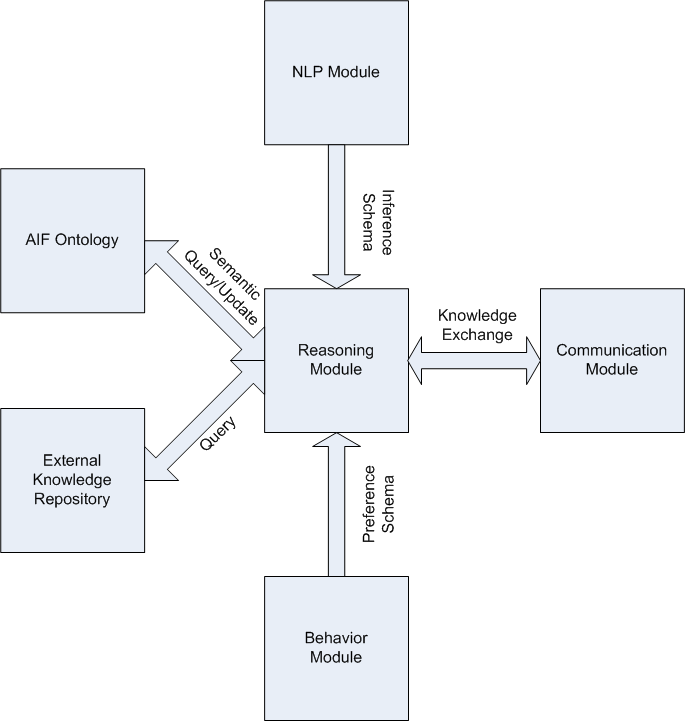 NLP Module
Inference
Schema
AIF Ontology
Semantic
Query/Update
Reasoning
Module
Knowledge
Exchange
Communication
Module
External
Knowledge
Repository
Query
Preference
Schema
Behavior
Module